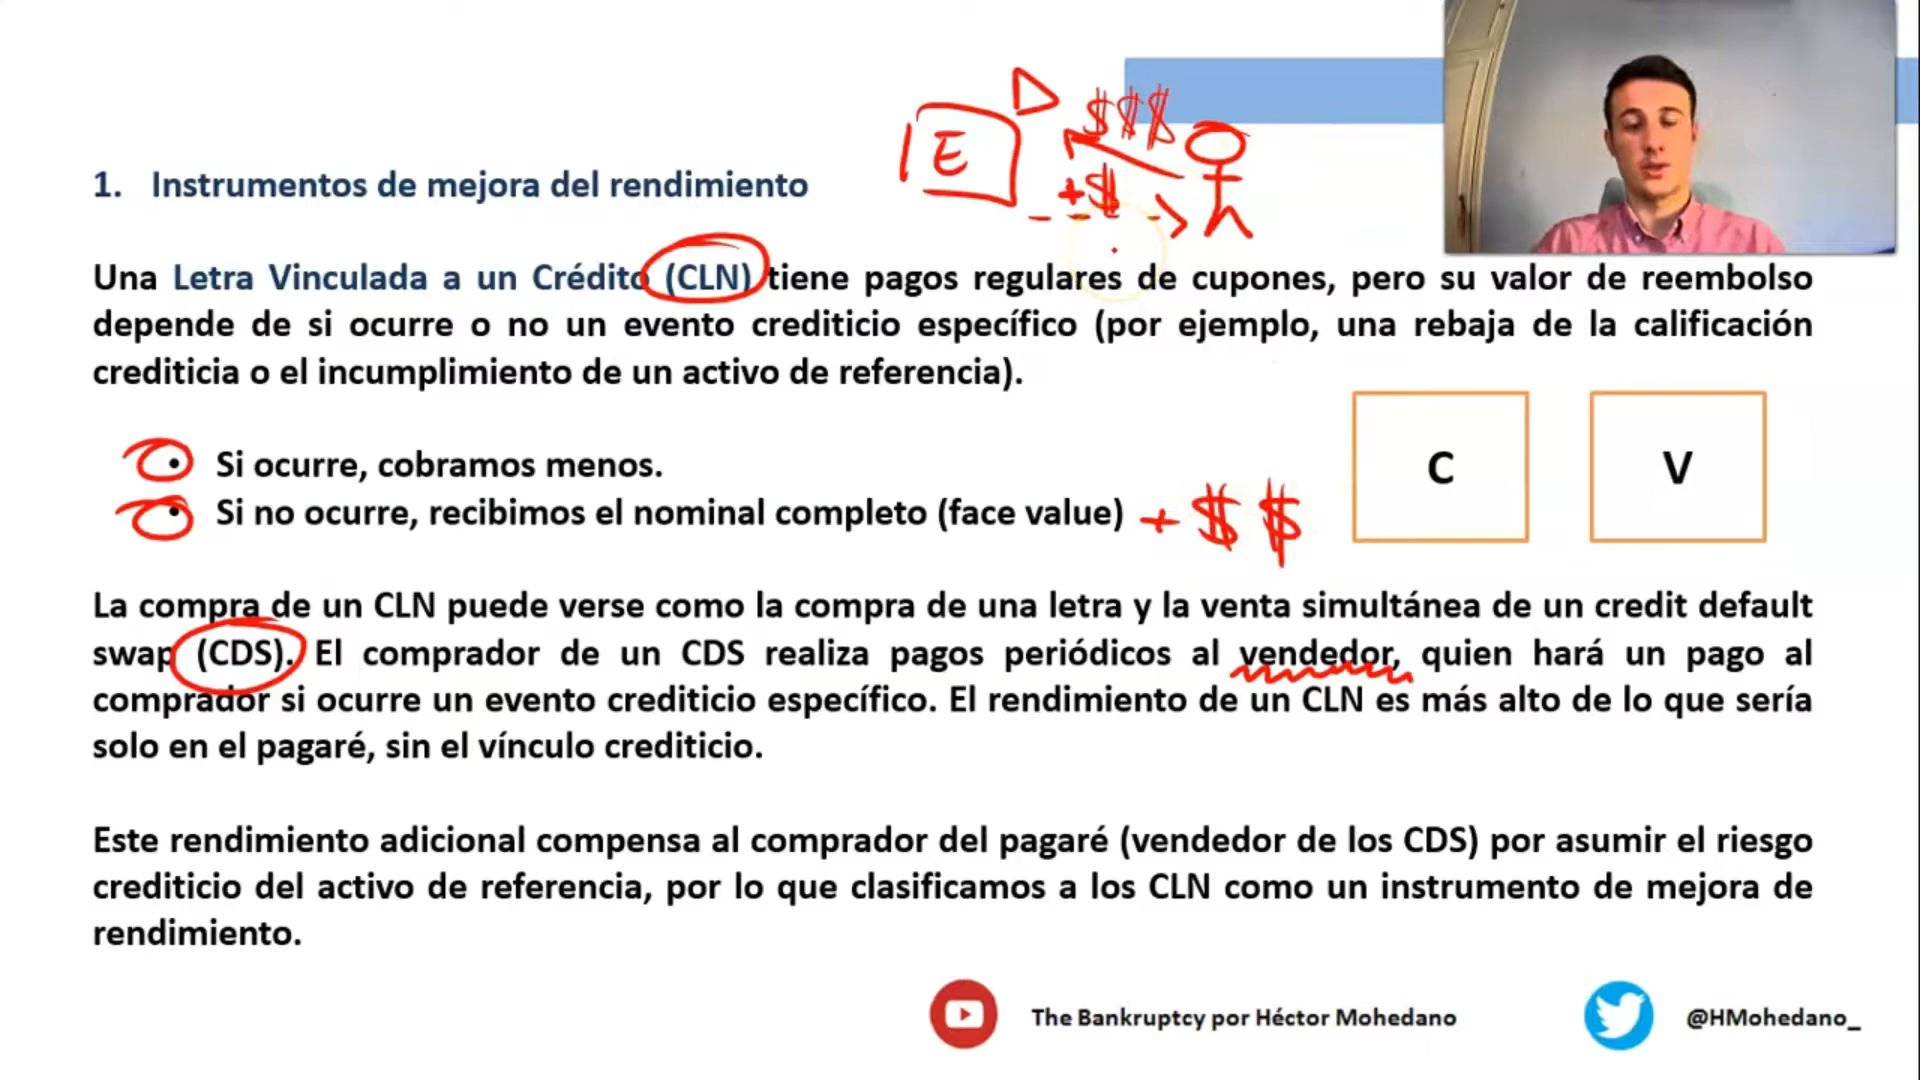 E
$$$
+$
1. Instrumentos de mejora del rendimiento
Una Letra Vinculada a un Crédito (CLN) tiene pagos regulares de cupones, pero su valor de reembolso
depende de si ocurre o no un evento crediticio específico (por ejemplo, una rebaja de la calificación
crediticia o el incumplimiento de un activo de referencia).
• Si ocurre, cobramos menos.
• Si no ocurre, recibimos el nominal completo (face value) + $ $
C V
La compra de un CLN puede verse como la compra de una letra y la venta simultánea de un credit default
swap (CDS). El comprador de un CDS realiza pagos periódicos al vendedor, quien hará un pago al
comprador si ocurre un evento crediticio específico. El rendimiento de un CLN es más alto de lo que sería
solo en el pagaré, sin el vínculo crediticio.
Este rendimiento adicional compensa al comprador del pagaré (vendedor de los CDS) por asumir el riesgo
crediticio del activo de referencia, por lo que clasificamos a los CLN como un instrumento de mejora de
rendimiento.
The Bankruptcy por Héctor Mohedano
@HMohedano_